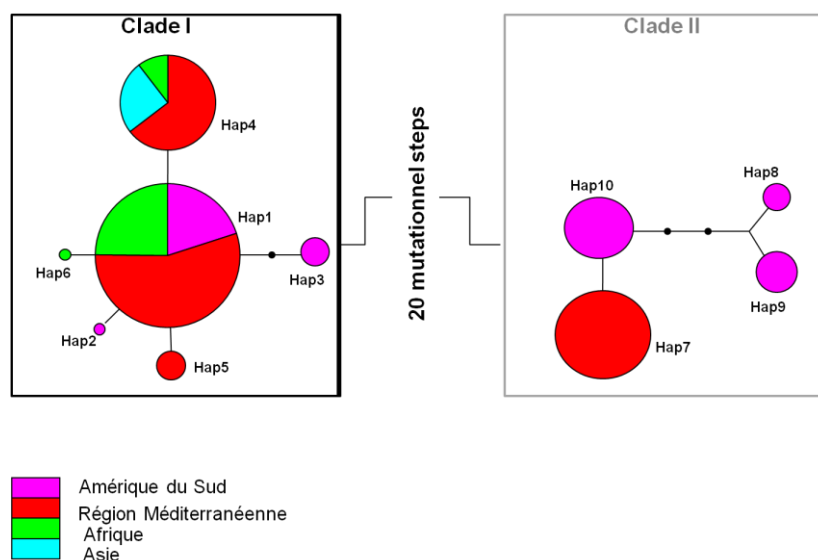 Clade I
Clade II
Hap4
Hap1
Hap6
Hap3
Hap2
Hap5
20 mutationnel steps
Hap8
Hap10
Hap9
Hap7
Amérique du Sud
Région Méditerranéenne
Afrique
Asie